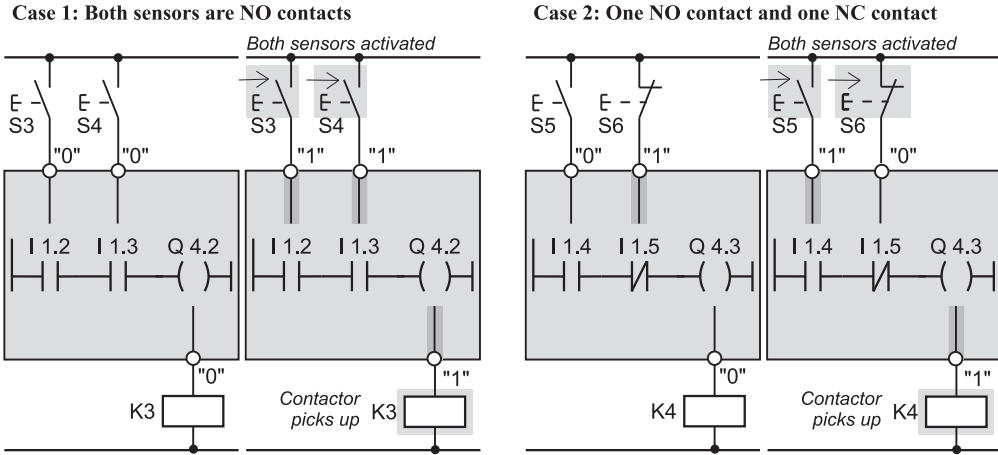 Case 1: Both sensors are NO contacts
Both sensors activated
E
S3
E
S4
E
S3
E
S4
"0"
"0"
"1"
"1"
I 1.2
I 1.3
Q 4.2
I 1.2
I 1.3
Q 4.2
"0"
"1"
K3
Contactor
picks up
K3
Case 2: One NO contact and one NC contact
Both sensors activated
E
S5
E
S6
E
S5
E
S6
"0"
"1"
"1"
"0"
I 1.4
I 1.5
Q 4.3
I 1.4
I 1.5
Q 4.3
"0"
"1"
K4
Contactor
picks up
K4